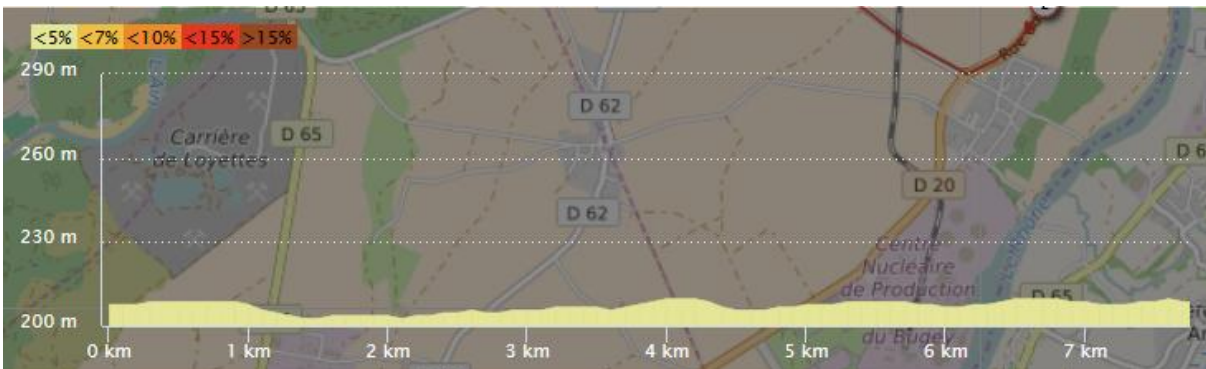 D 65
<5% <7% <10% <15% >15%
Rue
290 m
D 62
Carrière
de Loyettes
D 65
260 m
D 20
D 62
230 m
Centre
Nucléaire
de Production
du Bugey
D 65
200 m
0 km 1 km 2 km 3 km 4 km 5 km 6 km 7 km